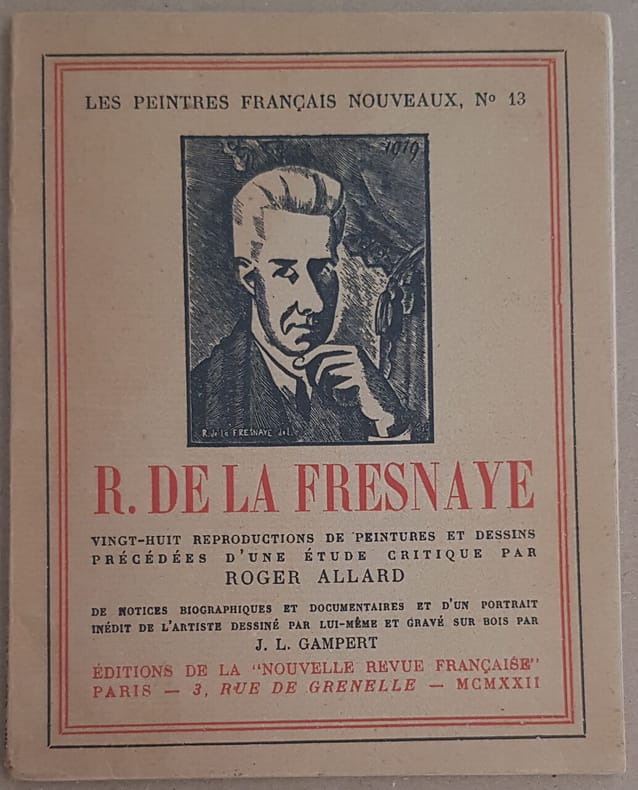 LES PEINTRES FRANÇAIS NOUVEAUX, Nº 13
1919
R. de la FRESNAYE del.
R. DE LA FRESNAYE
VINGT-HUIT REPRODUCTIONS DE PEINTURES ET DESSINS
PRÉCÉDÉES D'UNE ÉTUDE CRITIQUE PAR
ROGER ALLARD
DE NOTICES BIOGRAPHIQUES ET DOCUMENTAIRES ET D'UN PORTRAIT
INÉDIT DE L'ARTISTE DESSINÉ PAR LUI-MÊME ET GRAVÉ SUR BOIS PAR
J. L. GAMPERT
ÉDITIONS DE LA "NOUVELLE REVUE FRANÇAISE"
PARIS — 3, RUE DE GRENELLE — MCMXXII